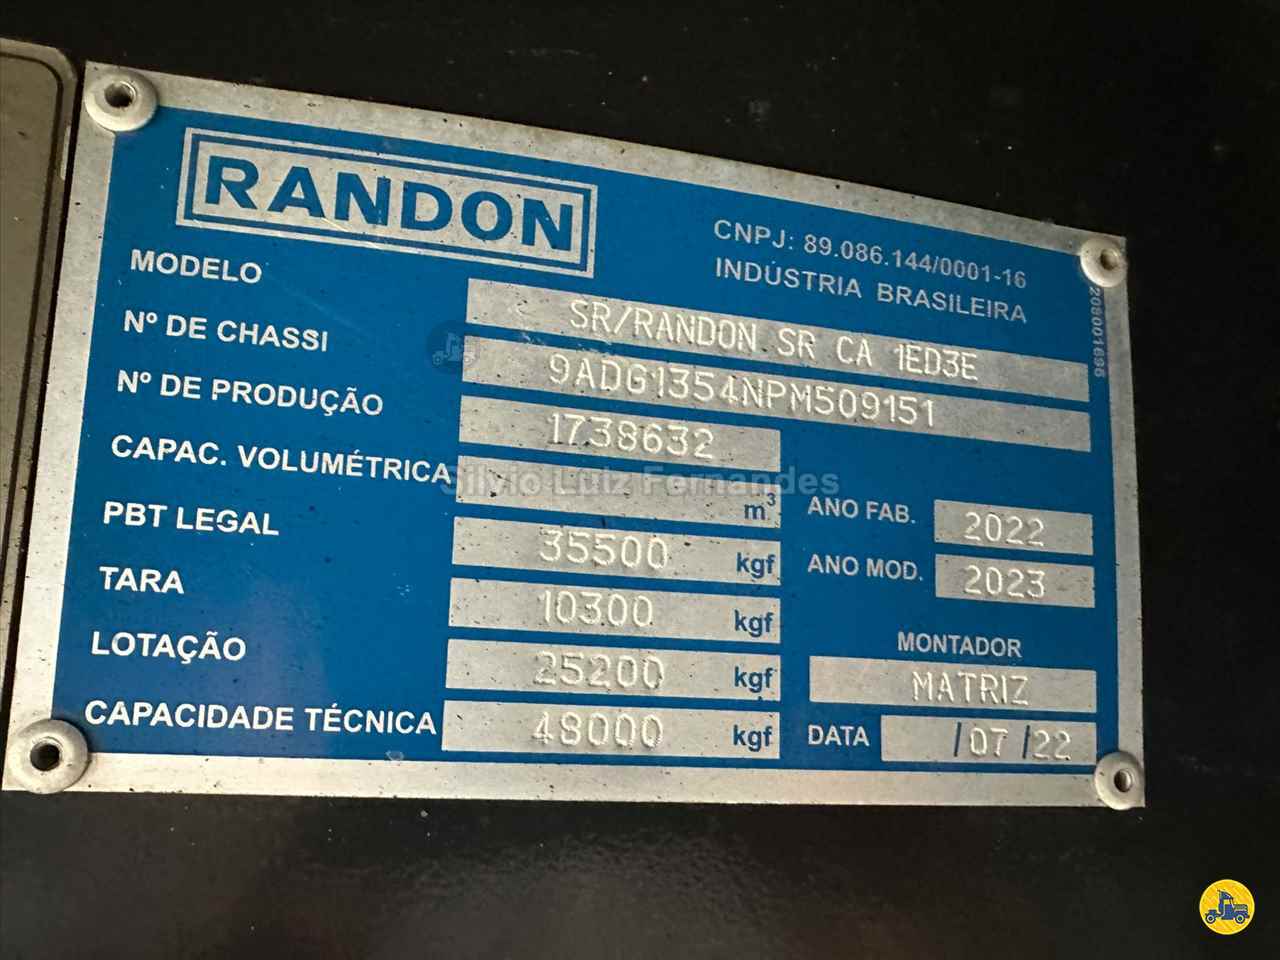 RANDON
CNPJ: 89.086.144/0001-16
INDÚSTRIA BRASILEIRA
208001696
MODELO SR/RANDON SR CA 1ED3E
Nº DE CHASSI 9ADG1354NPM509151
Nº DE PRODUÇÃO 1738632
CAPAC. VOLUMÉTRICA m³
ANO FAB. 2022
PBT LEGAL 35500 kgf
ANO MOD. 2023
TARA 10300 kgf
MONTADOR
LOTAÇÃO 25200 kgf
MATRIZ
CAPACIDADE TÉCNICA 48000 kgf
DATA /07/22
Silvio Luiz Fernandes